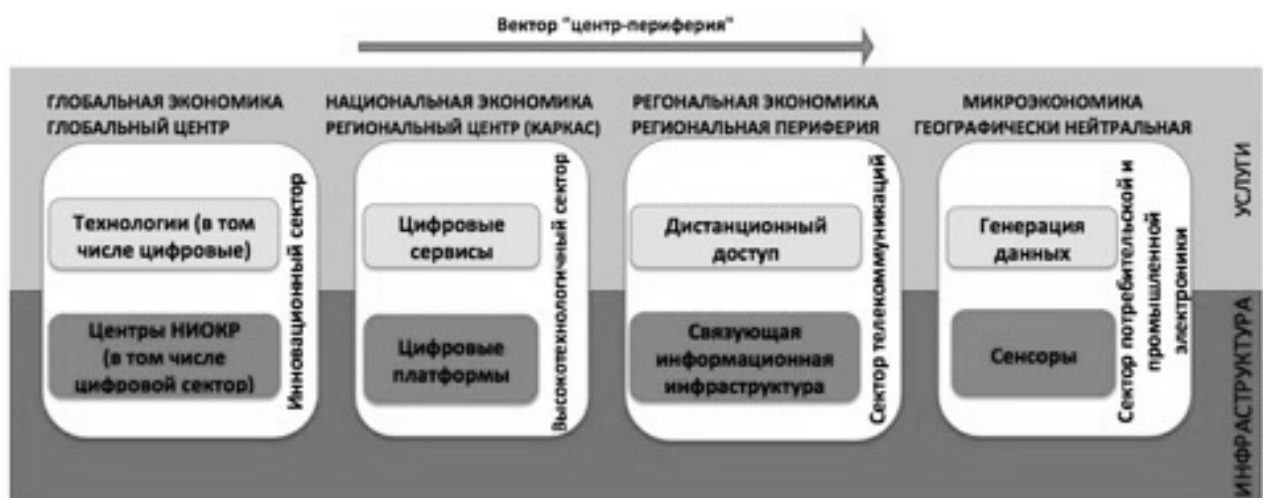 Вектор "центр-периферия"
ГЛОБАЛЬНАЯ ЭКОНОМИКА
ГЛОБАЛЬНЫЙ ЦЕНТР
Технологии (в том
числе цифровые)
Центры НИОКР
(в том числе
цифровой сектор)
Инновационный сектор
НАЦИОНАЛЬНАЯ ЭКОНОМИКА
РЕГИОНАЛЬНЫЙ ЦЕНТР (КАРКАС)
Цифровые
сервисы
Цифровые
платформы
Высокотехнологичный сектор
РЕГОНАЛЬНАЯ ЭКОНОМИКА
РЕГИОНАЛЬНАЯ ПЕРИФЕРИЯ
Дистанционный
доступ
Связующая
информационная
инфраструктура
Сектор телекоммуникаций
МИКРОЭКОНОМИКА
ГЕОГРАФИЧЕСКИ НЕЙТРАЛЬНАЯ
Генерация
данных
Сенсоры
Сектор потребительской и
промышленной
электроники
УСЛУГИ
ИНФРАСТРУКТУРА